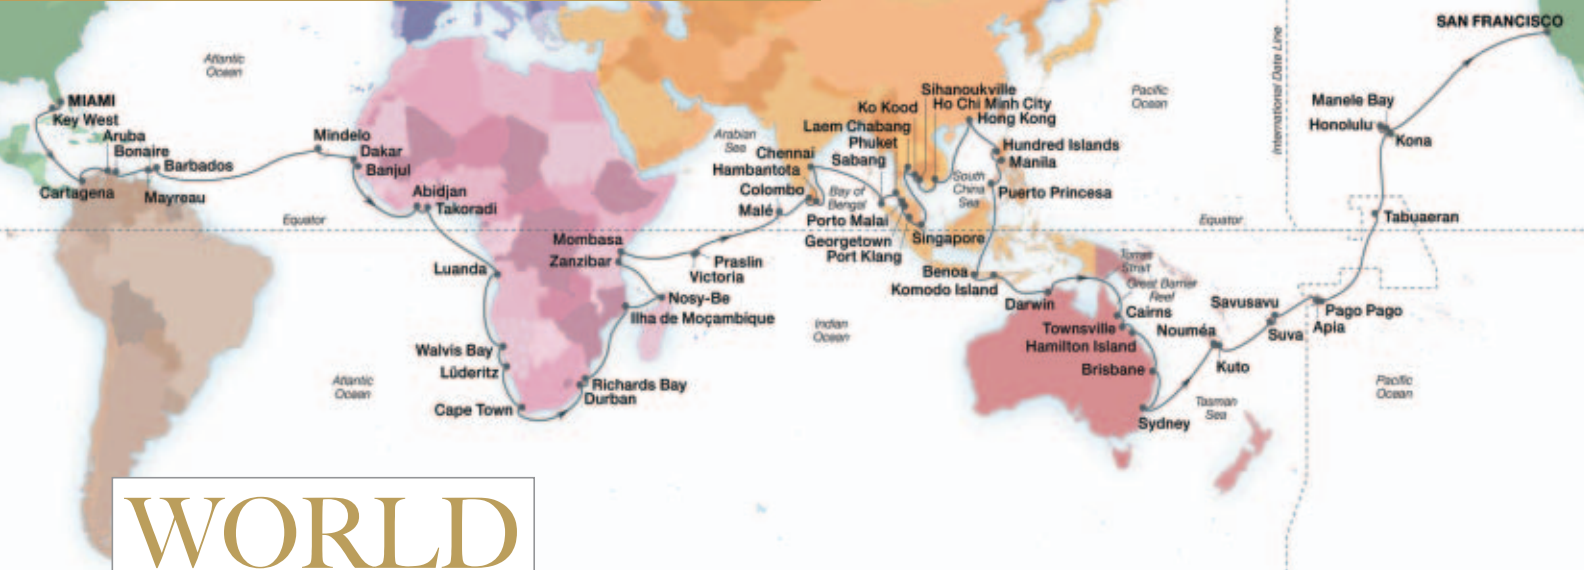 SAN FRANCISCO
Atlantic
Ocean
International Date Line
Pacific
Ocean
MIAMI
Key West
Aruba
Bonaire
Barbados
Cartagena
Mayreau
Mindelo
Dakar
Banjul
Abidjan
Takoradi
Equator
Luanda
Walvis Bay
Lüderitz
Cape Town
Richards Bay
Durban
Ilha de Moçambique
Nosy-Be
Zanzibar
Mombasa
Praslin
Victoria
Arabian
Sea
Malé
Colombo
Hambantota
Chennai
Bay of
Bengal
Sabang
Phuket
Laem Chabang
Ko Kood
Sihanoukville
Ho Chi Minh City
Hong Kong
Hundred Islands
Manila
Puerto Princesa
South
China
Sea
Porto Malai
Georgetown
Port Klang
Singapore
Benoa
Komodo Island
Darwin
Torres
Strait
Great Barrier
Reef
Cairns
Townsville
Hamilton Island
Brisbane
Sydney
Tasman
Sea
Nouméa
Kuto
Savusavu
Suva
Apia
Pago Pago
Tabuaeran
Equator
Manele Bay
Honolulu
Kona
Indian
Ocean
Atlantic
Ocean
Pacific
Ocean
WORLD